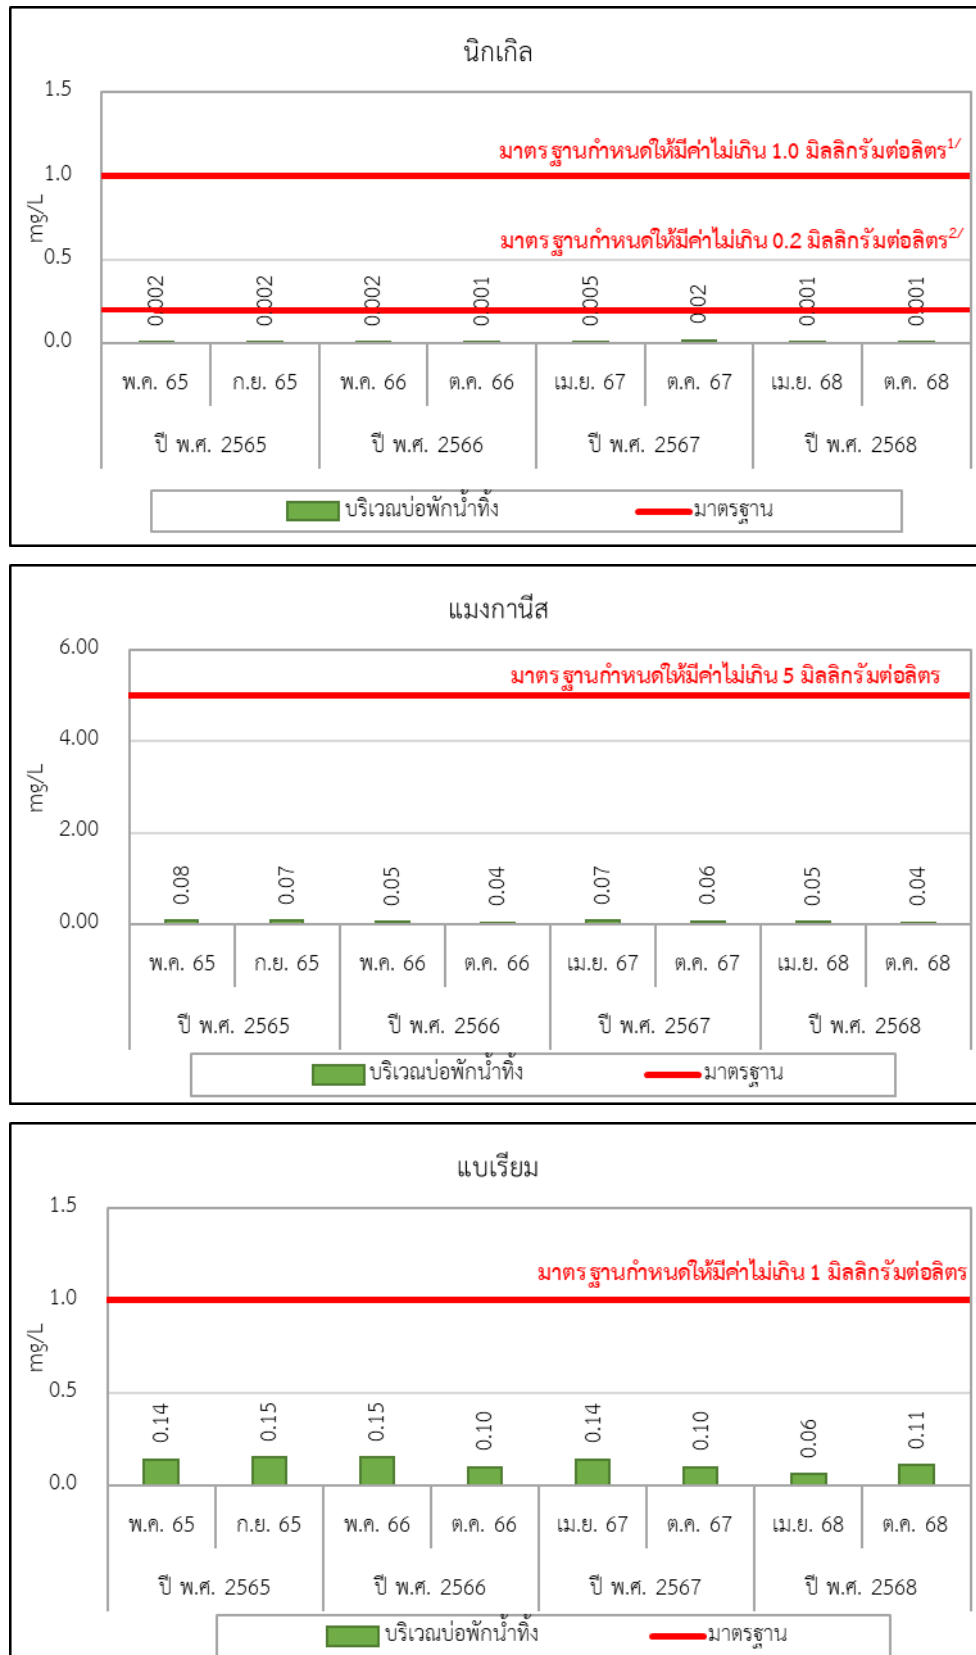 นิกเกิล
1.5
มาตรฐานกำหนดให้มีค่าไม่เกิน 1.0 มิลลิกรัมต่อลิตร1/
1.0
mg/L
มาตรฐานกำหนดให้มีค่าไม่เกิน 0.2 มิลลิกรัมต่อลิตร2/
0.5
0.002 0.002 0.002 0.001 0.005 0.02 0.001 0.001
0.0
พ.ค. 65 ก.ย. 65 พ.ค. 66 ต.ค. 66 เม.ย. 67 ต.ค. 67 เม.ย. 68 ต.ค. 68
ปี พ.ศ. 2565 ปี พ.ศ. 2566 ปี พ.ศ. 2567 ปี พ.ศ. 2568
บริเวณบ่อพักน้ำทิ้ง มาตรฐาน
แมงกานีส
6.00
มาตรฐานกำหนดให้มีค่าไม่เกิน 5 มิลลิกรัมต่อลิตร
4.00
mg/L
2.00
0.08 0.07 0.05 0.04 0.07 0.06 0.05 0.04
0.00
พ.ค. 65 ก.ย. 65 พ.ค. 66 ต.ค. 66 เม.ย. 67 ต.ค. 67 เม.ย. 68 ต.ค. 68
ปี พ.ศ. 2565 ปี พ.ศ. 2566 ปี พ.ศ. 2567 ปี พ.ศ. 2568
บริเวณบ่อพักน้ำทิ้ง มาตรฐาน
แบเรียม
1.5
มาตรฐานกำหนดให้มีค่าไม่เกิน 1 มิลลิกรัมต่อลิตร
1.0
mg/L
0.5
0.14 0.15 0.15 0.10 0.14 0.10 0.06 0.11
0.0
พ.ค. 65 ก.ย. 65 พ.ค. 66 ต.ค. 66 เม.ย. 67 ต.ค. 67 เม.ย. 68 ต.ค. 68
ปี พ.ศ. 2565 ปี พ.ศ. 2566 ปี พ.ศ. 2567 ปี พ.ศ. 2568
บริเวณบ่อพักน้ำทิ้ง มาตรฐาน